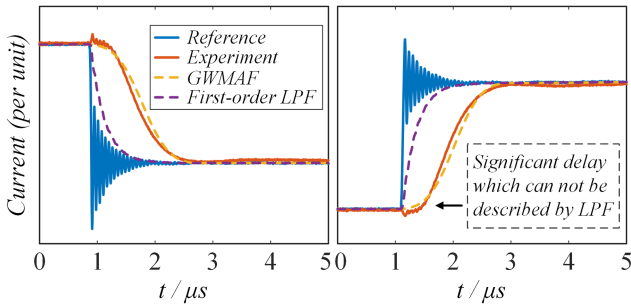 Current (per unit)
Reference
Experiment
GWMAF
First-order LPF
Significant delay
which can not be
described by LPF
0 1 2 3 4 5
0 1 2 3 4 5
t / μs
t / μs